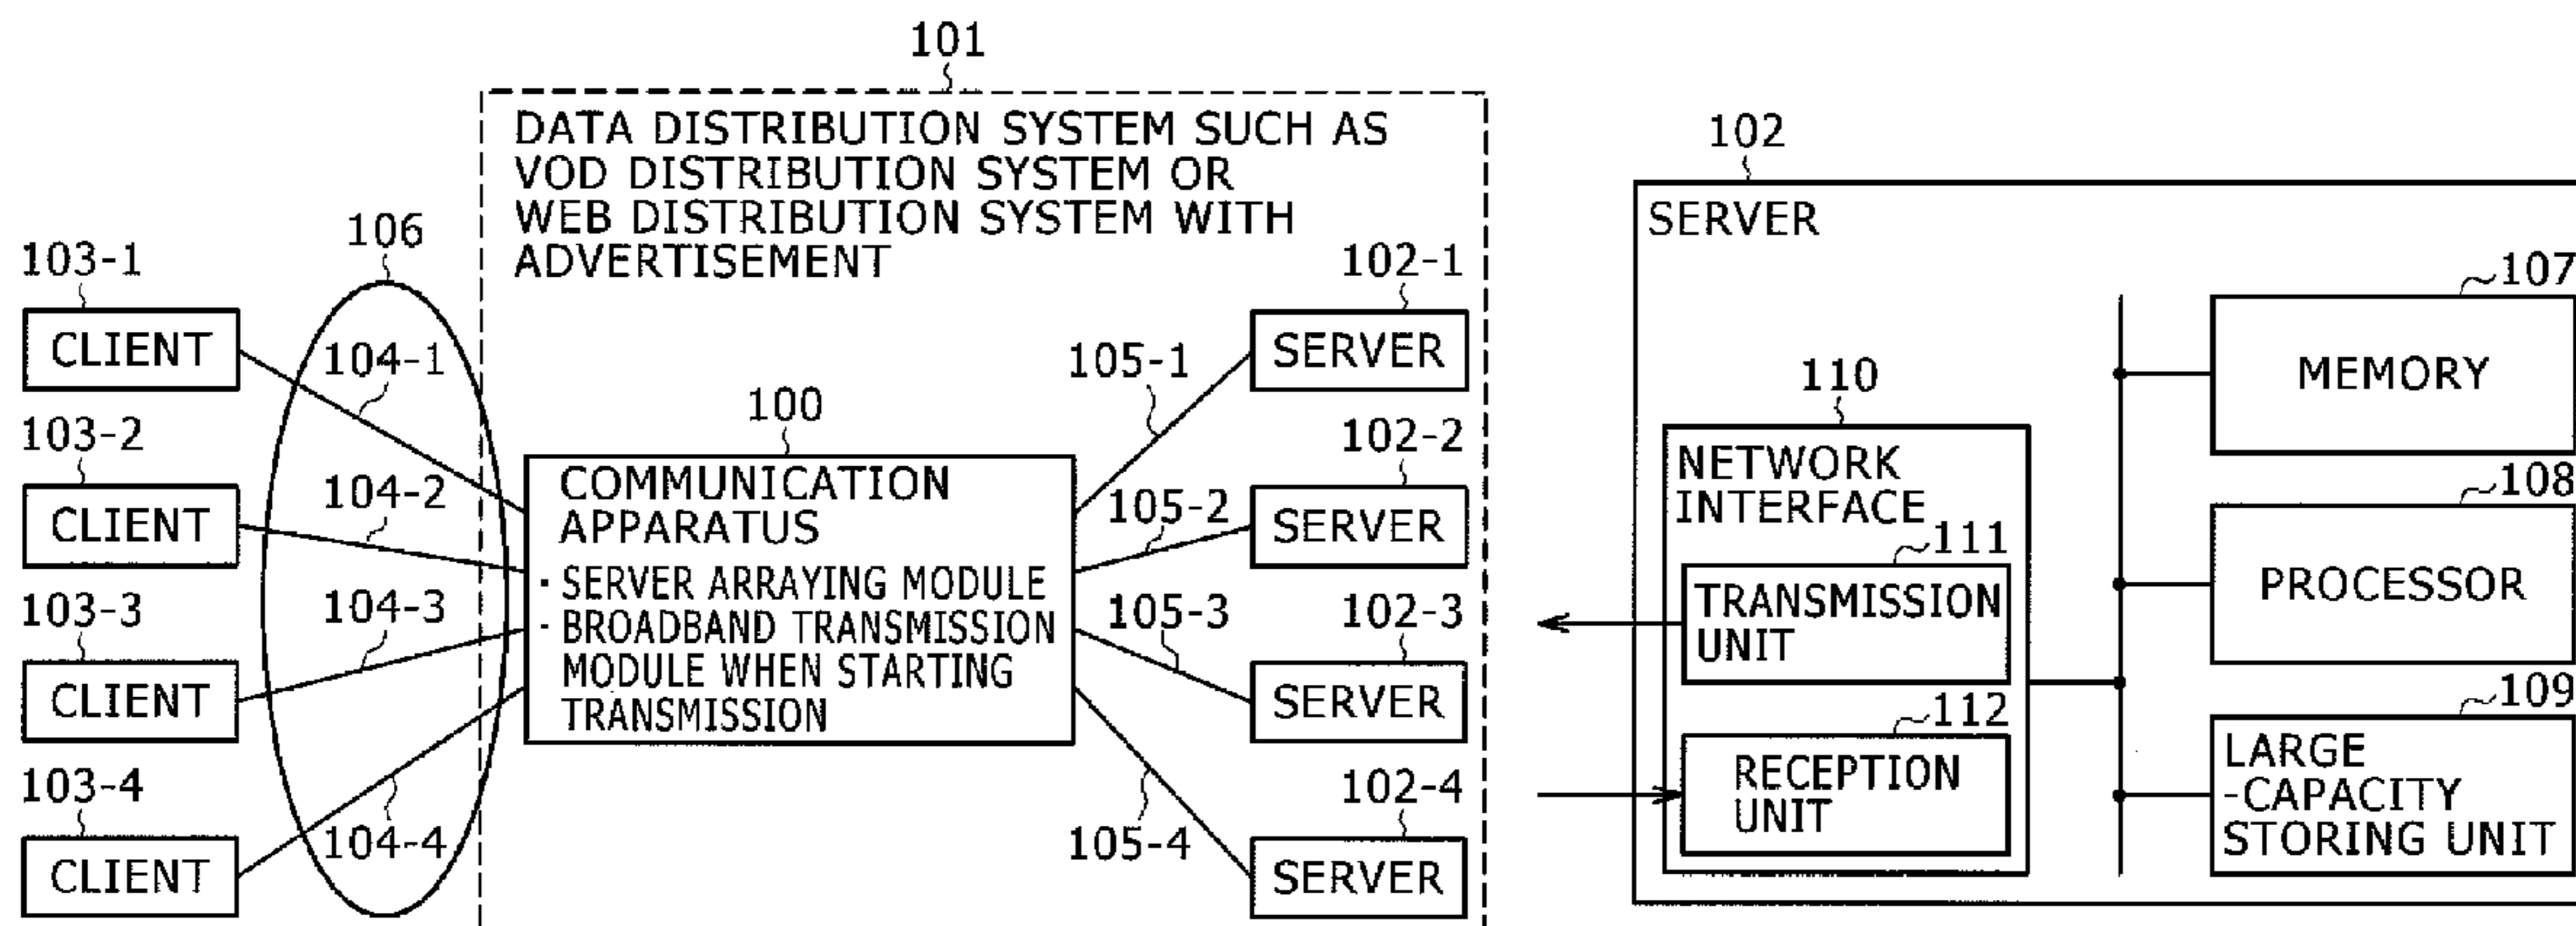 101
DATA DISTRIBUTION SYSTEM SUCH AS
VOD DISTRIBUTION SYSTEM OR
WEB DISTRIBUTION SYSTEM WITH
ADVERTISEMENT
106
103-1
CLIENT
103-2
CLIENT
103-3
CLIENT
103-4
CLIENT
104-1
104-2
104-3
104-4
100
COMMUNICATION
APPARATUS
· SERVER ARRAYING MODULE
· BROADBAND TRANSMISSION
MODULE WHEN STARTING
TRANSMISSION
105-1
105-2
105-3
105-4
102-1
SERVER
102-2
SERVER
102-3
SERVER
102-4
SERVER
102
SERVER
110
NETWORK
INTERFACE
111
TRANSMISSION
UNIT
112
RECEPTION
UNIT
107
MEMORY
108
PROCESSOR
109
LARGE
-CAPACITY
STORING UNIT